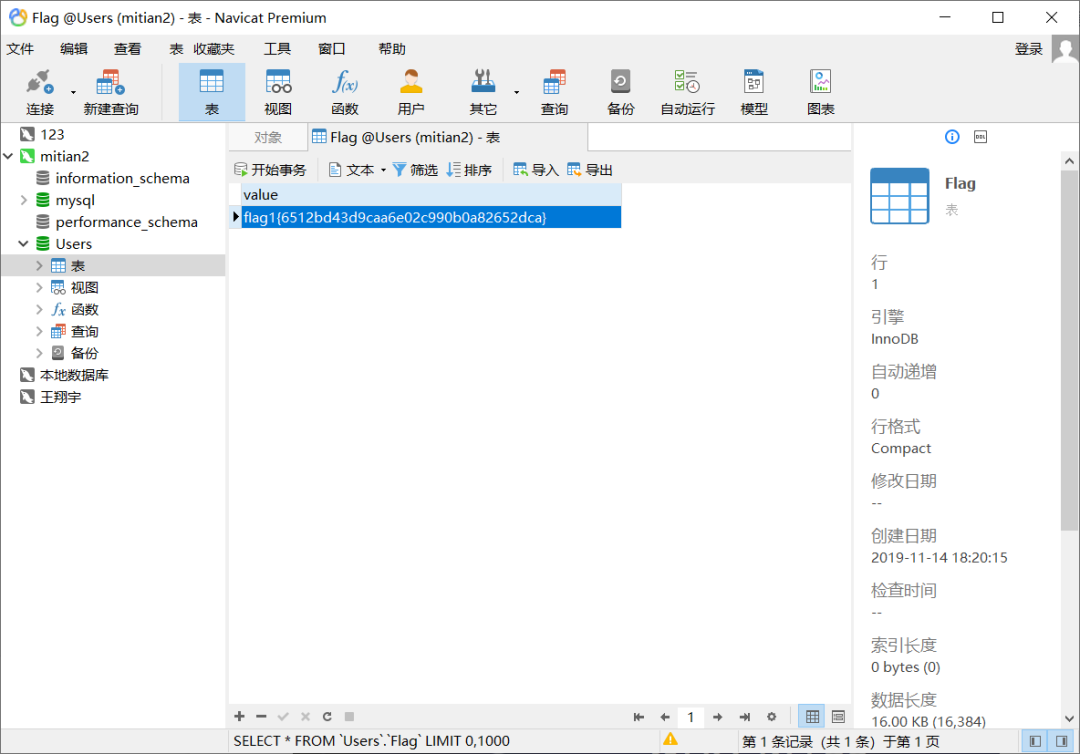 Flag @Users (mitian2) - 表 - Navicat Premium
文件 编辑 查看 表 收藏夹 工具 窗口 帮助 登录
连接 新建查询 表 视图 函数 用户 其它 查询 备份 自动运行 模型 图表
123
mitian2
information_schema
mysql
performance_schema
Users
表
视图
函数
查询
备份
本地数据库
王翔宇
对象 Flag @Users (mitian2) - 表
开始事务 文本 筛选 排序 导入 导出
value
flag1{6512bd43d9caa6e02c990b0a82652dca}
DDL
Flag
表
行
1
引擎
InnoDB
自动递增
0
行格式
Compact
修改日期
--
创建日期
2019-11-14 18:20:15
检查时间
--
索引长度
0 bytes (0)
数据长度
16.00 KB (16,384)
1
SELECT * FROM `Users`.`Flag` LIMIT 0,1000
第 1 条记录（共 1 条）于第 1 页